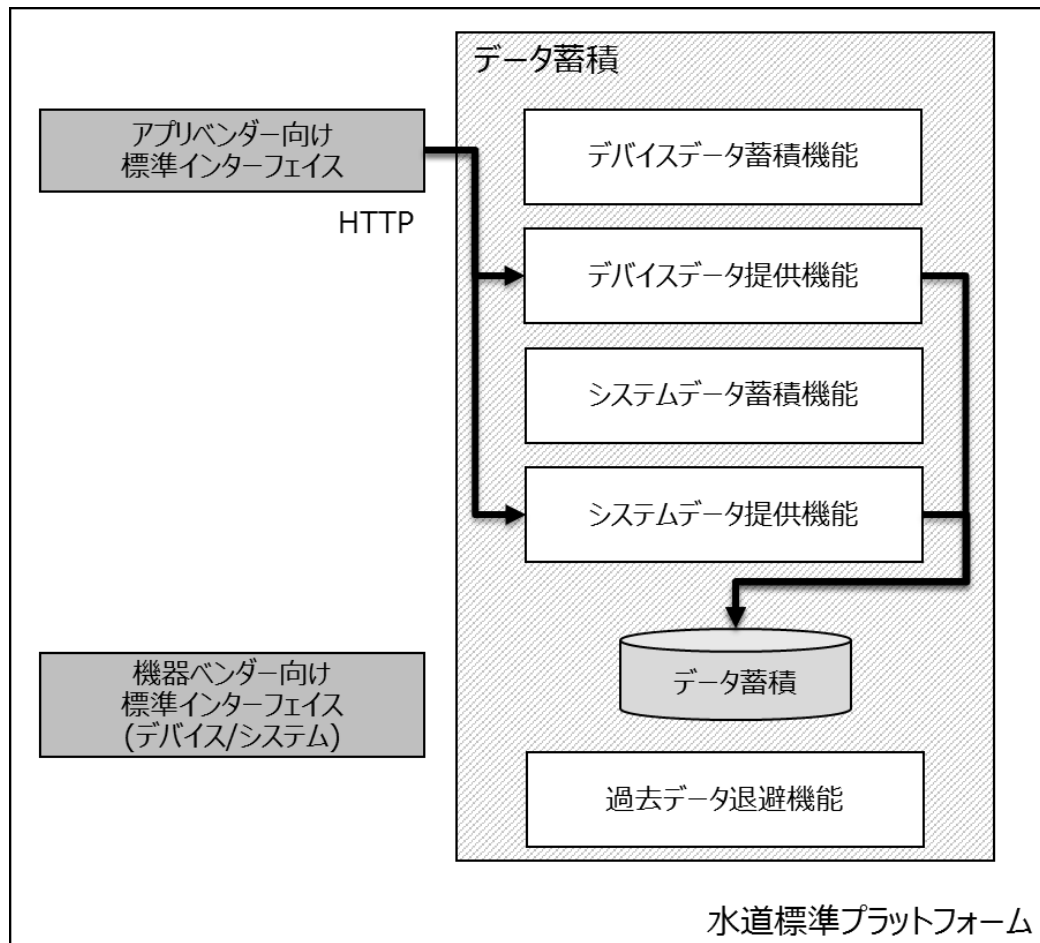 データ蓄積
アプリベンダー向け
標準インターフェイス
HTTP
デバイスデータ蓄積機能
デバイスデータ提供機能
システムデータ蓄積機能
システムデータ提供機能
機器ベンダー向け
標準インターフェイス
(デバイス/システム)
データ蓄積
過去データ退避機能
水道標準プラットフォーム